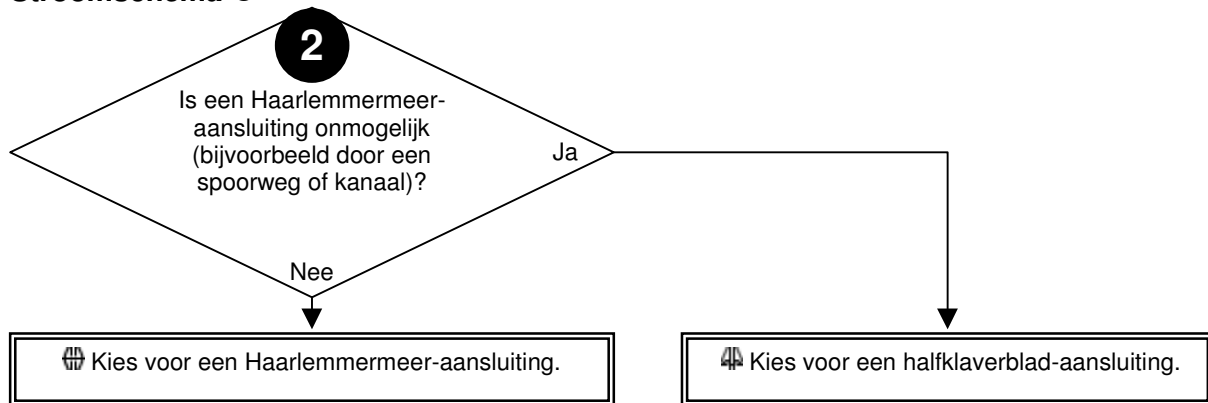 2
Is een Haarlemmermeer-
aansluiting onmogelijk
(bijvoorbeeld door een
spoorweg of kanaal)?
Ja
Nee
Kies voor een Haarlemmermeer-aansluiting.
Kies voor een halfklaverblad-aansluiting.